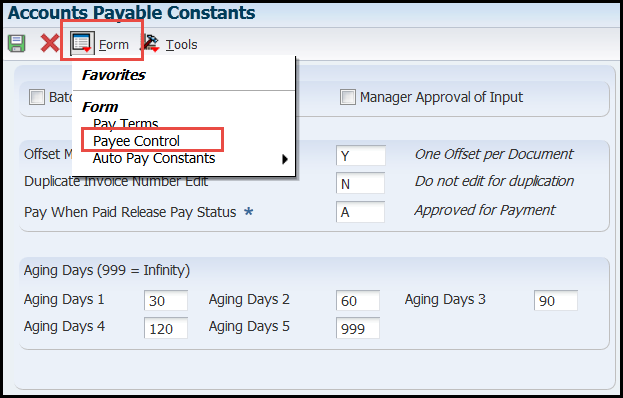 Accounts Payable Constants
Form Tools
Favorites
Form
Pay Terms
Payee Control
Auto Pay Constants
Manager Approval of Input
Offset Y One Offset per Document
Duplicate Invoice Number Edit N Do not edit for duplication
Pay When Paid Release Pay Status * A Approved for Payment
Aging Days (999 = Infinity)
Aging Days 1 30 Aging Days 2 60 Aging Days 3 90
Aging Days 4 120 Aging Days 5 999